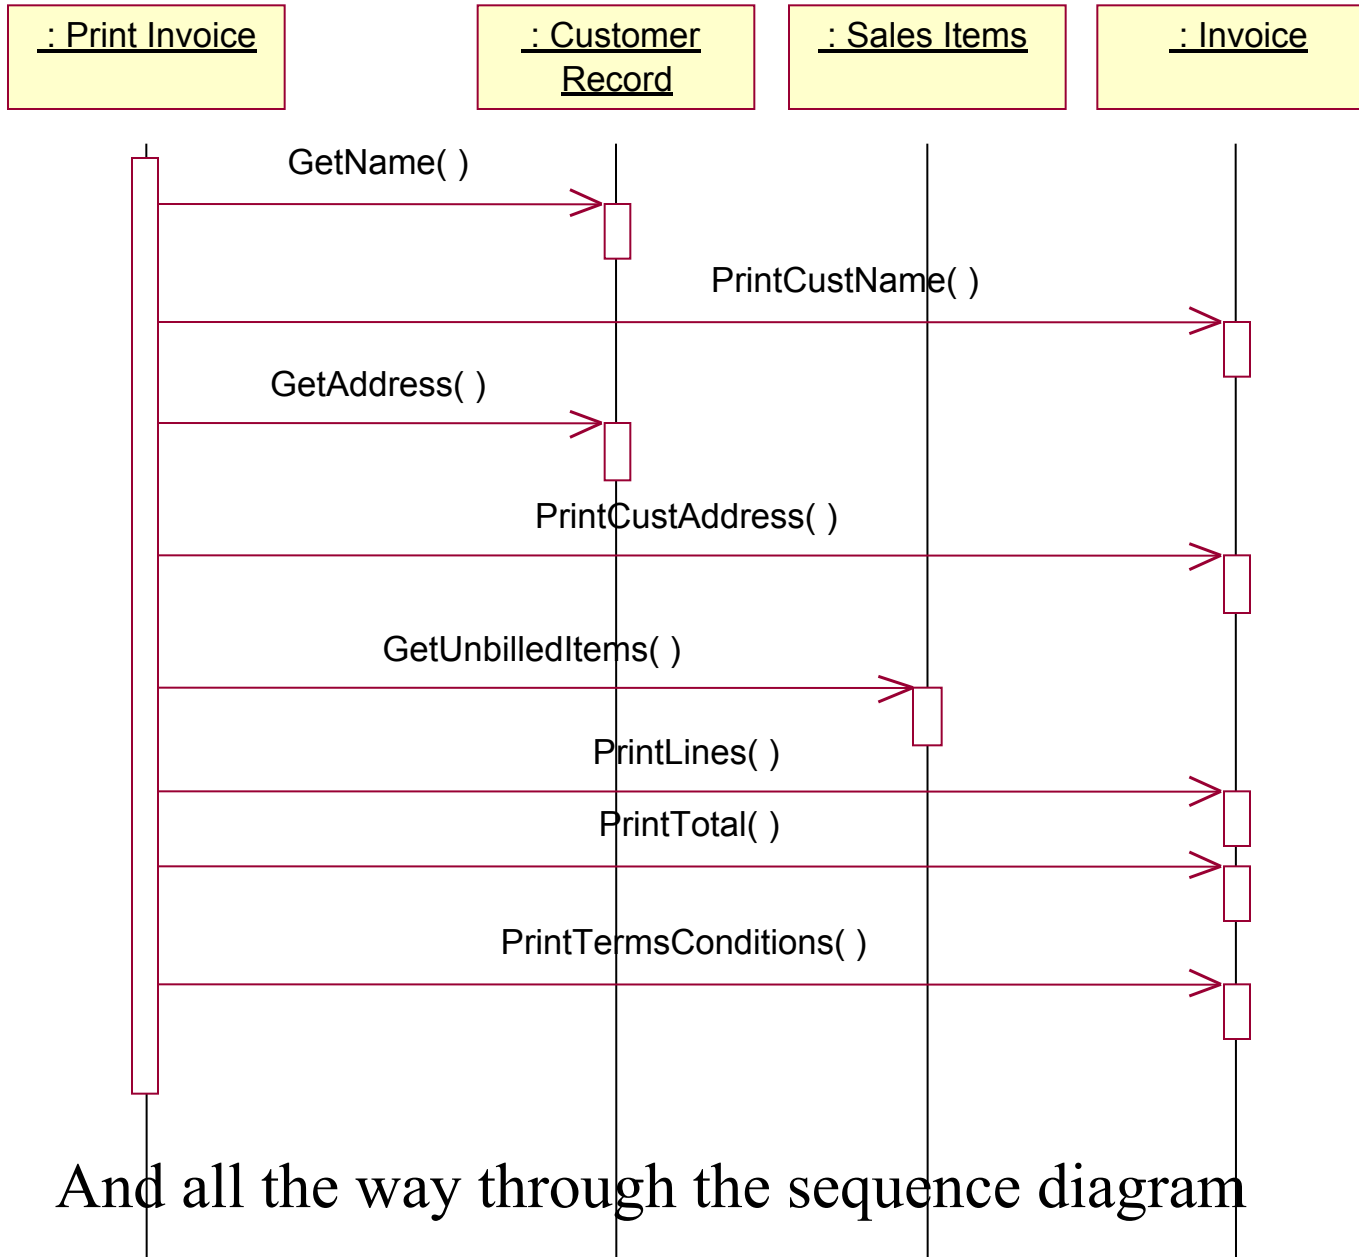 : Print Invoice
: Customer
Record
: Sales Items
: Invoice
GetName( )
PrintCustName( )
GetAddress( )
PrintCustAddress( )
GetUnbilledItems( )
PrintLines( )
PrintTotal( )
PrintTermsConditions( )
And all the way through the sequence diagram